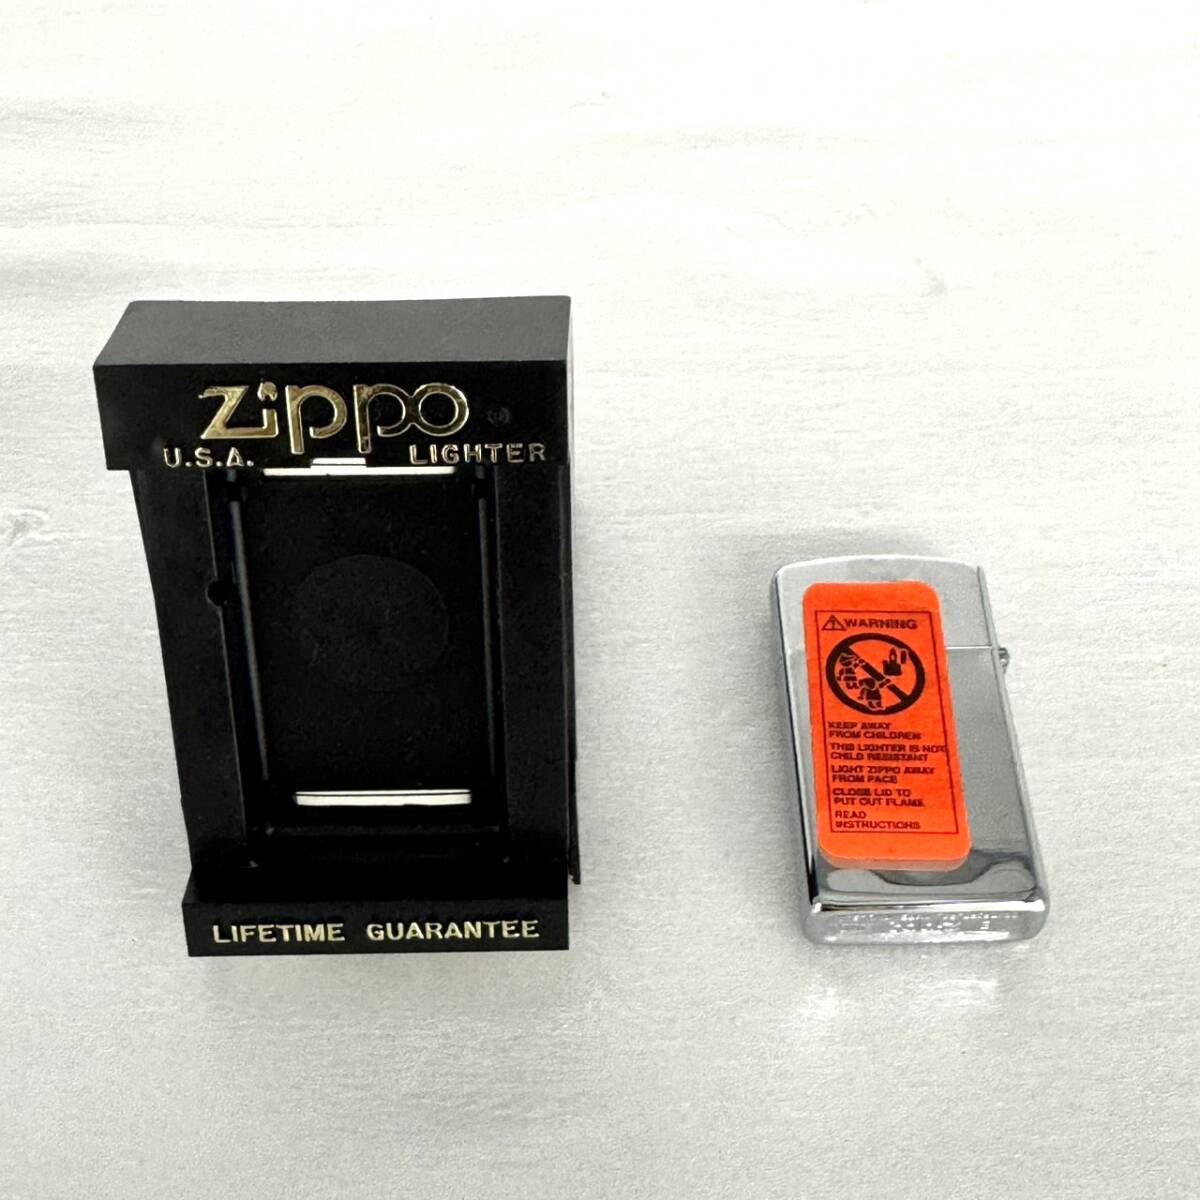 Zippo
U.S.A. LIGHTER
LIFETIME GUARANTEE
⚠WARNING
KEEP AWAY
FROM CHILDREN
THIS LIGHTER IS NOT
CHILD RESISTANT
LIGHT ZIPPO AWAY
FROM FACE
CLOSE LID TO
PUT OUT FLAME
READ
INSTRUCTIONS